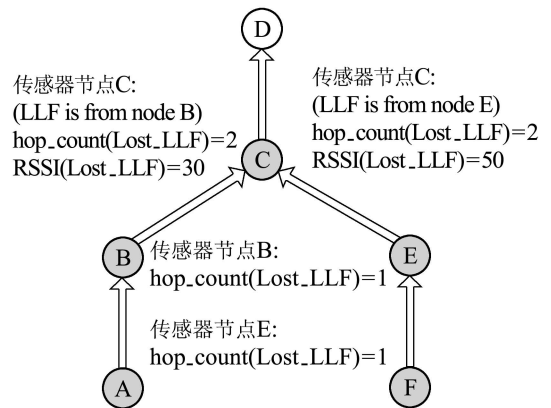 D
传感器节点C:
(LLF is from node B)
hop_count(Lost_LLF)=2
RSSI(Lost_LLF)=30
传感器节点C:
(LLF is from node E)
hop_count(Lost_LLF)=2
RSSI(Lost_LLF)=50
C
B
传感器节点B:
hop_count(Lost_LLF)=1
E
传感器节点E:
hop_count(Lost_LLF)=1
A
F